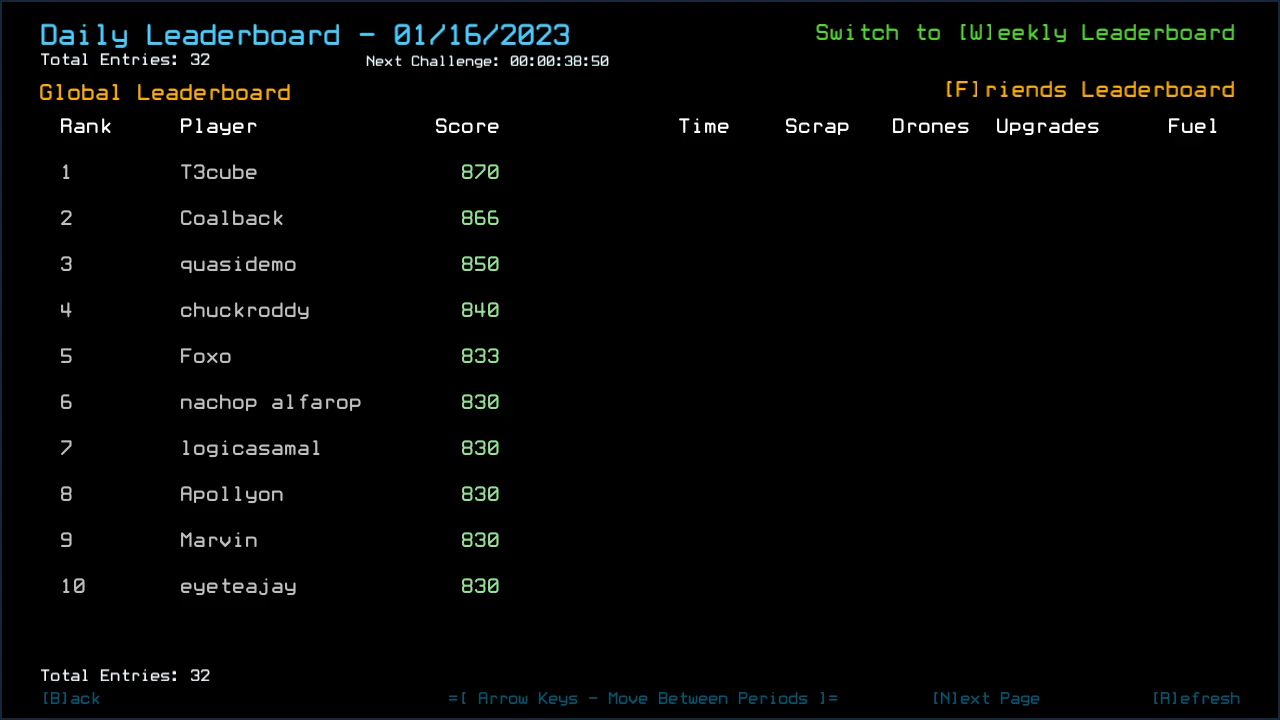 Daily Leaderboard - 01/16/2023 Switch to [W]eekly Leaderboard
Total Entries: 32 Next Challenge: 00:00:38:50
Global Leaderboard [F]riends Leaderboard
Rank Player Score Time Scrap Drones Upgrades Fuel
1 T3cube 870
2 Coalback 866
3 quasidemo 850
4 chuckroddy 840
5 Foxo 833
6 nachop alfarop 830
7 logicasamal 830
8 Apollyon 830
9 Marvin 830
10 eyeteajay 830
Total Entries: 32
[B]ack =[ Arrow Keys - Move Between Periods ]= [N]ext Page [R]efresh